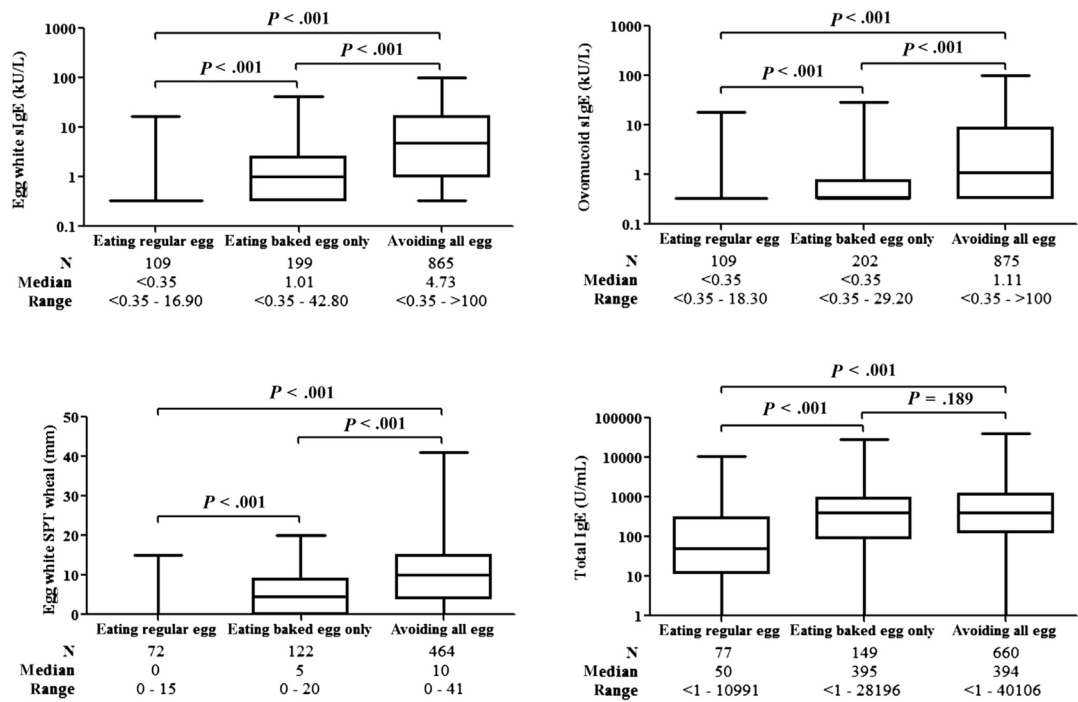 P < .001
P < .001
P < .001
Egg white sIgE (kU/L)
1000
100
10
1
0.1
Eating regular egg Eating baked egg only Avoiding all egg
N 109 199 865
Median <0.35 1.01 4.73
Range <0.35 - 16.90 <0.35 - 42.80 <0.35 - >100
P < .001
P < .001
P < .001
Ovomucoid sIgE (kU/L)
1000
100
10
1
0.1
Eating regular egg Eating baked egg only Avoiding all egg
N 109 202 875
Median <0.35 <0.35 1.11
Range <0.35 - 18.30 <0.35 - 29.20 <0.35 - >100
P < .001
P < .001
P < .001
Egg white SPT wheal (mm)
50
40
30
20
10
0
Eating regular egg Eating baked egg only Avoiding all egg
N 72 122 464
Median 0 5 10
Range 0 - 15 0 - 20 0 - 41
P < .001
P = .189
P < .001
Total IgE (U/mL)
100000
10000
1000
100
10
1
Eating regular egg Eating baked egg only Avoiding all egg
N 77 149 660
Median 50 395 394
Range <1 - 10991 <1 - 28196 <1 - 40106